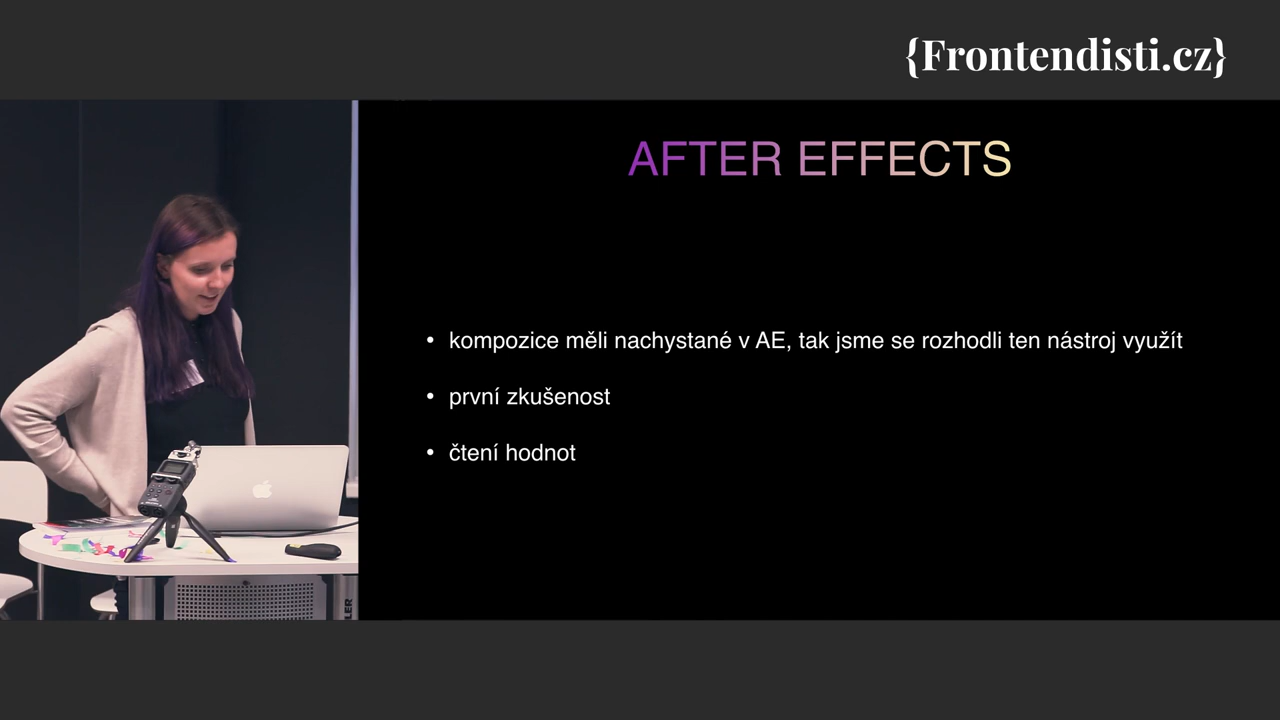 {Frontendisti.cz}
AFTER EFFECTS
• kompozice měli nachystané v AE, tak jsme se rozhodli ten nástroj využít
• první zkušenost
• čtení hodnot